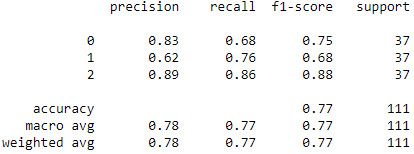 precision recall f1-score support
0 0.83 0.68 0.75 37
1 0.62 0.76 0.68 37
2 0.89 0.86 0.88 37
accuracy 0.77 111
macro avg 0.78 0.77 0.77 111
weighted avg 0.78 0.77 0.77 111